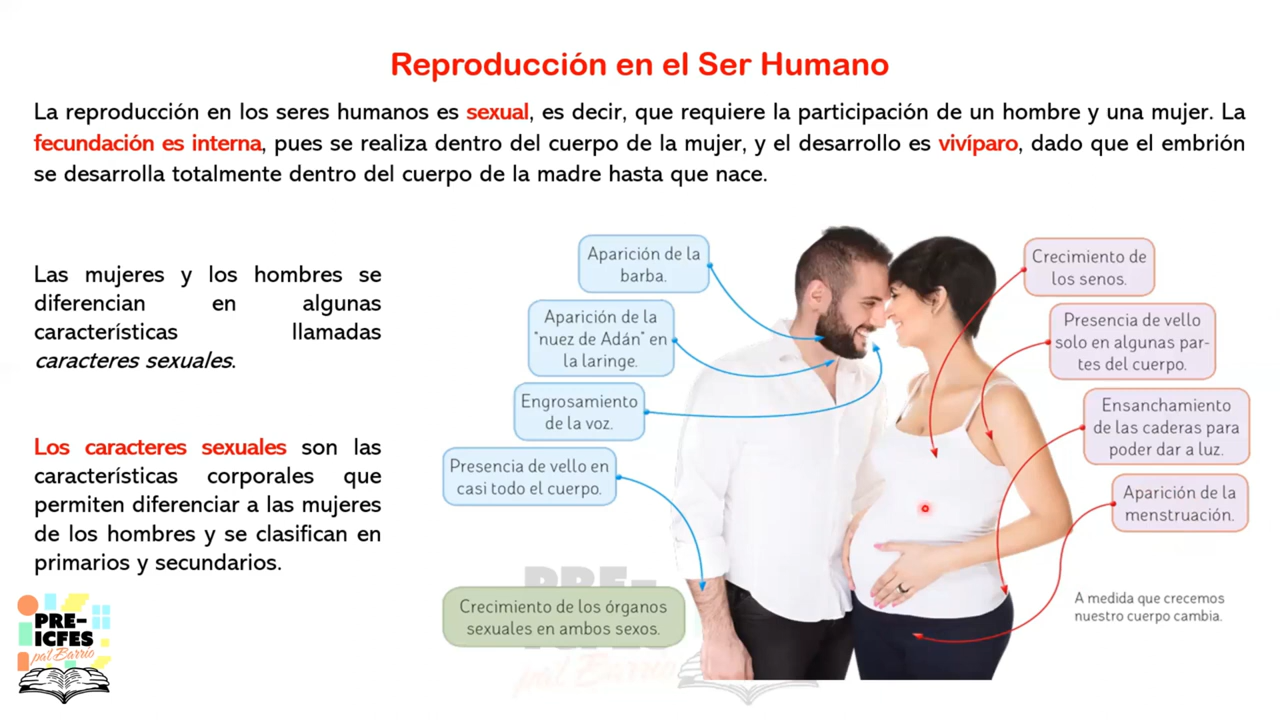 Reproducción en el Ser Humano
La reproducción en los seres humanos es sexual, es decir, que requiere la participación de un hombre y una mujer. La
fecundación es interna, pues se realiza dentro del cuerpo de la mujer, y el desarrollo es vivíparo, dado que el embrión
se desarrolla totalmente dentro del cuerpo de la madre hasta que nace.
Las mujeres y los hombres se
diferencian en algunas
características llamadas
caracteres sexuales.
Los caracteres sexuales son las
características corporales que
permiten diferenciar a las mujeres
de los hombres y se clasifican en
primarios y secundarios.
Aparición de la
barba.
Aparición de la
"nuez de Adán" en
la laringe.
Engrosamiento
de la voz.
Presencia de vello en
casi todo el cuerpo.
Crecimiento de los órganos
sexuales en ambos sexos.
Crecimiento de
los senos.
Presencia de vello
solo en algunas par-
tes del cuerpo.
Ensanchamiento
de las caderas para
poder dar a luz.
Aparición de la
menstruación.
A medida que crecemos
nuestro cuerpo cambia.
PRE-
ICFES
pal Barrio
PRE-
pal Barrio